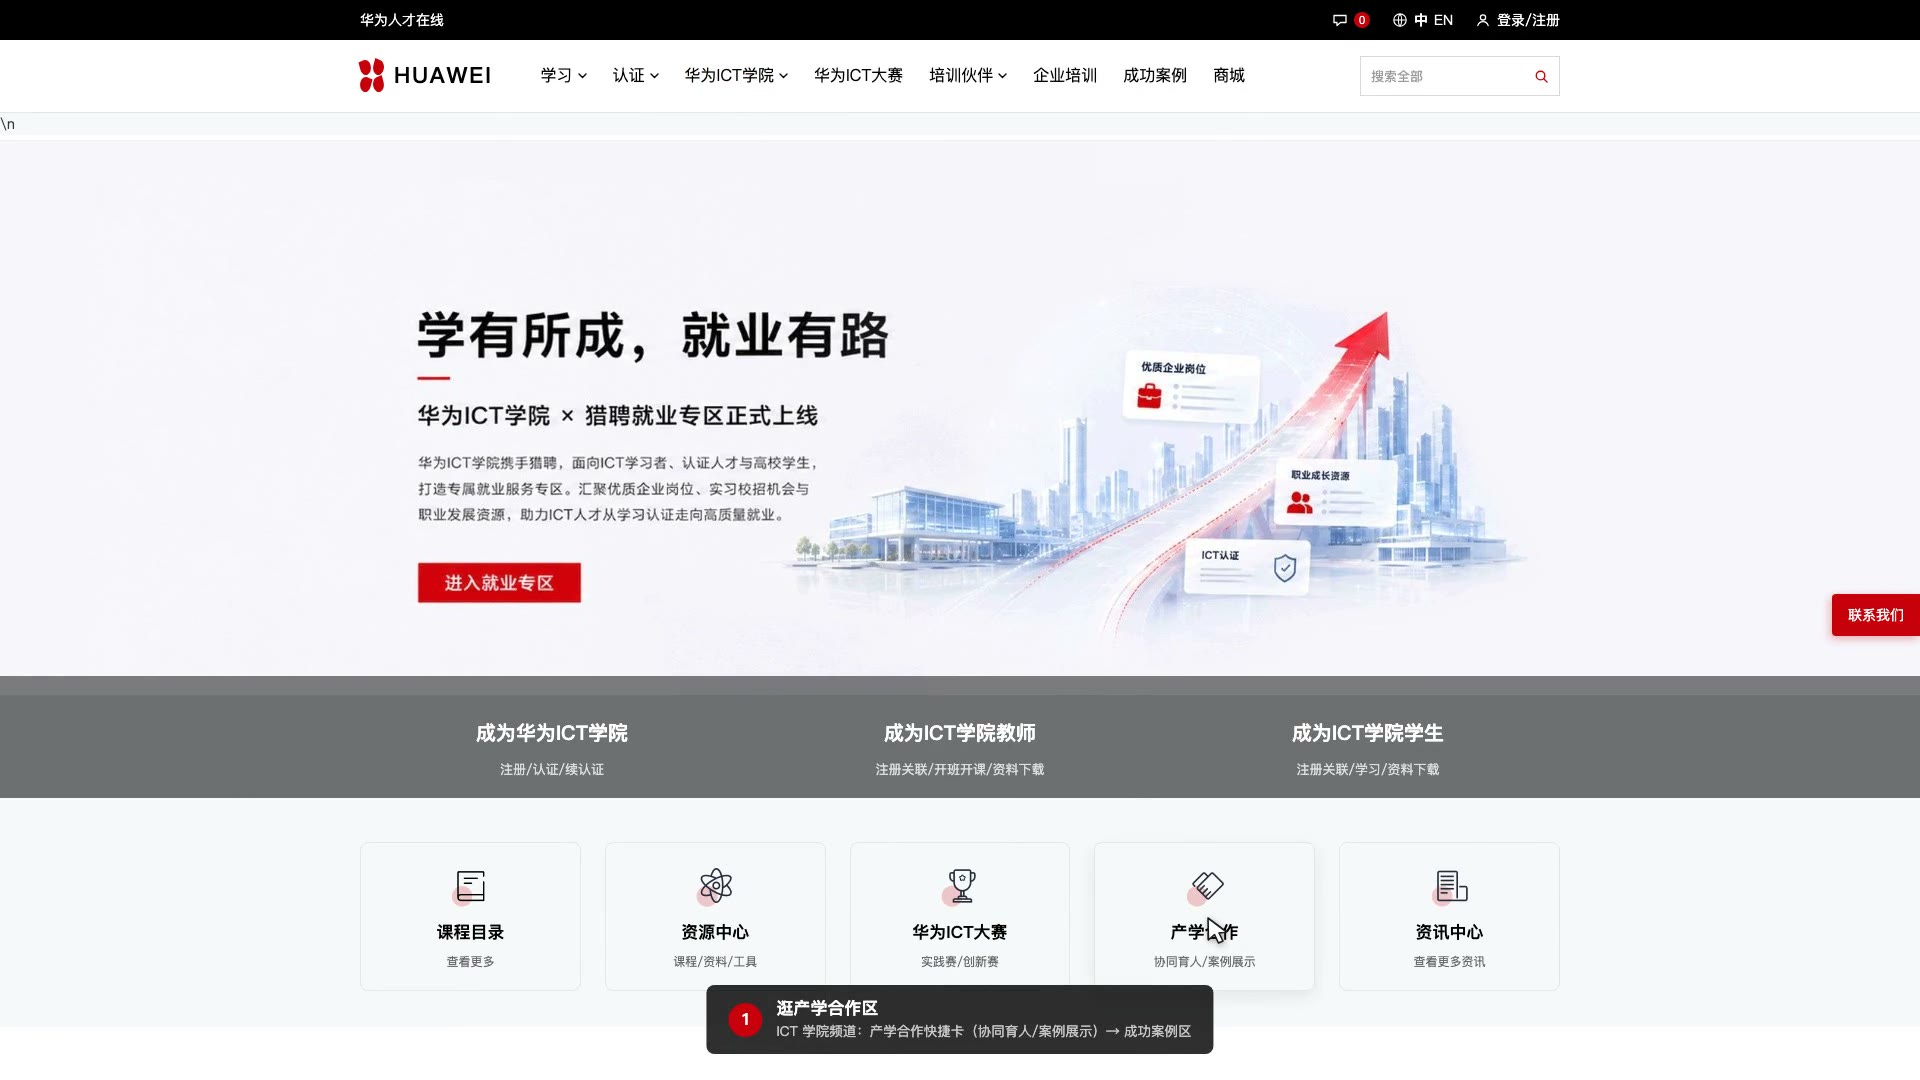 华为人才在线
0
中 EN
登录/注册
HUAWEI
学习
认证
华为ICT学院
华为ICT大赛
培训伙伴
企业培训
成功案例
商城
搜索全部
\n
学有所成，就业有路
华为ICT学院 × 猎聘就业专区正式上线
华为ICT学院携手猎聘，面向ICT学习者、认证人才与高校学生，
打造专属就业服务专区。汇聚优质企业岗位、实习校招机会与
职业发展资源，助力ICT人才从学习认证走向高质量就业。
进入就业专区
优质企业岗位
职业成长资源
ICT认证
联系我们
成为华为ICT学院
注册/认证/续认证
成为ICT学院教师
注册关联/开班开课/资料下载
成为ICT学院学生
注册关联/学习/资料下载
课程目录
查看更多
资源中心
课程/资料/工具
华为ICT大赛
实践赛/创新赛
产学合作
协同育人/案例展示
资讯中心
查看更多资讯
1
逛产学合作区
ICT 学院频道：产学合作快捷卡（协同育人/案例展示）→ 成功案例区